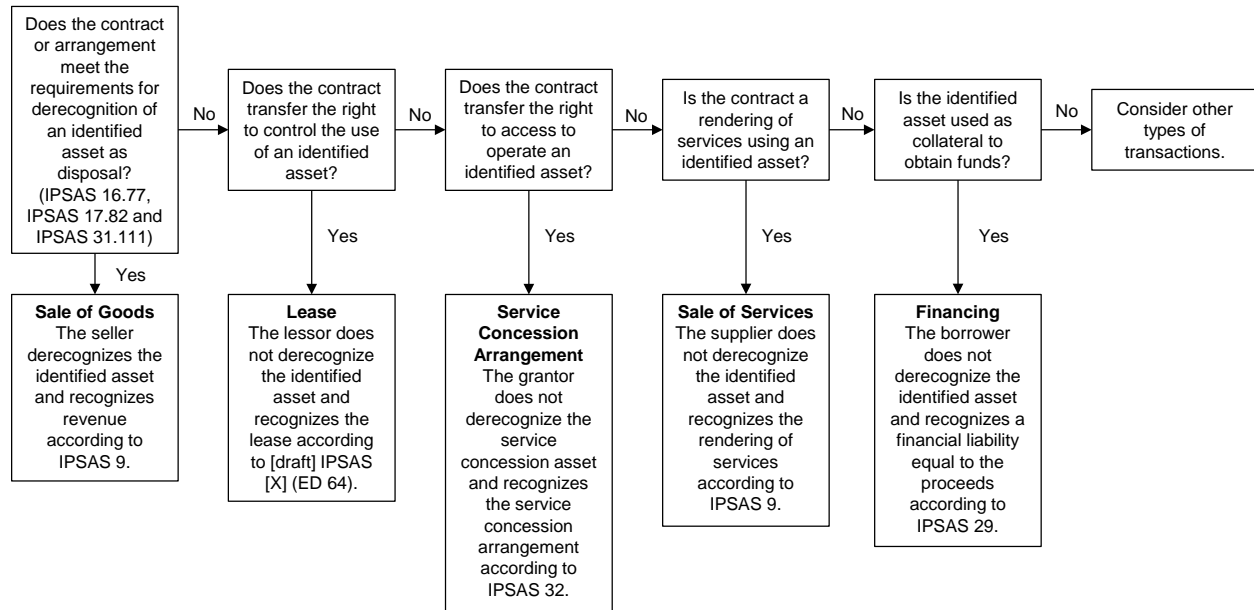 Does the contract
or arrangement
meet the
requirements for
derecognition of
an identified
asset as
disposal?
(IPSAS 16.77,
IPSAS 17.82 and
IPSAS 31.111)
No
Does the contract
transfer the right
to control the use
of an identified
asset?
No
Does the contract
transfer the right
to access to
operate an
identified asset?
No
Is the contract a
rendering of
services using an
identified asset?
No
Is the identified
asset used as
collateral to
obtain funds?
No
Consider other
types of
transactions.
Yes
Yes
Yes
Yes
Yes
Sale of Goods
The seller
derecognizes the
identified asset
and recognizes
revenue
according to
IPSAS 9.
Lease
The lessor does
not derecognize
the identified
asset and
recognizes the
lease according
to [draft] IPSAS
[X] (ED 64).
Service
Concession
Arrangement
The grantor does
not derecognize the
service
concession asset
and recognizes
the service
concession
arrangement
according to
IPSAS 32.
Sale of Services
The supplier does
not derecognize
the identified
asset and
recognizes the
rendering of
services
according to
IPSAS 9.
Financing
The borrower
does not
derecognize the
identified asset
and recognizes a
financial liability
equal to the
proceeds
according to
IPSAS 29.